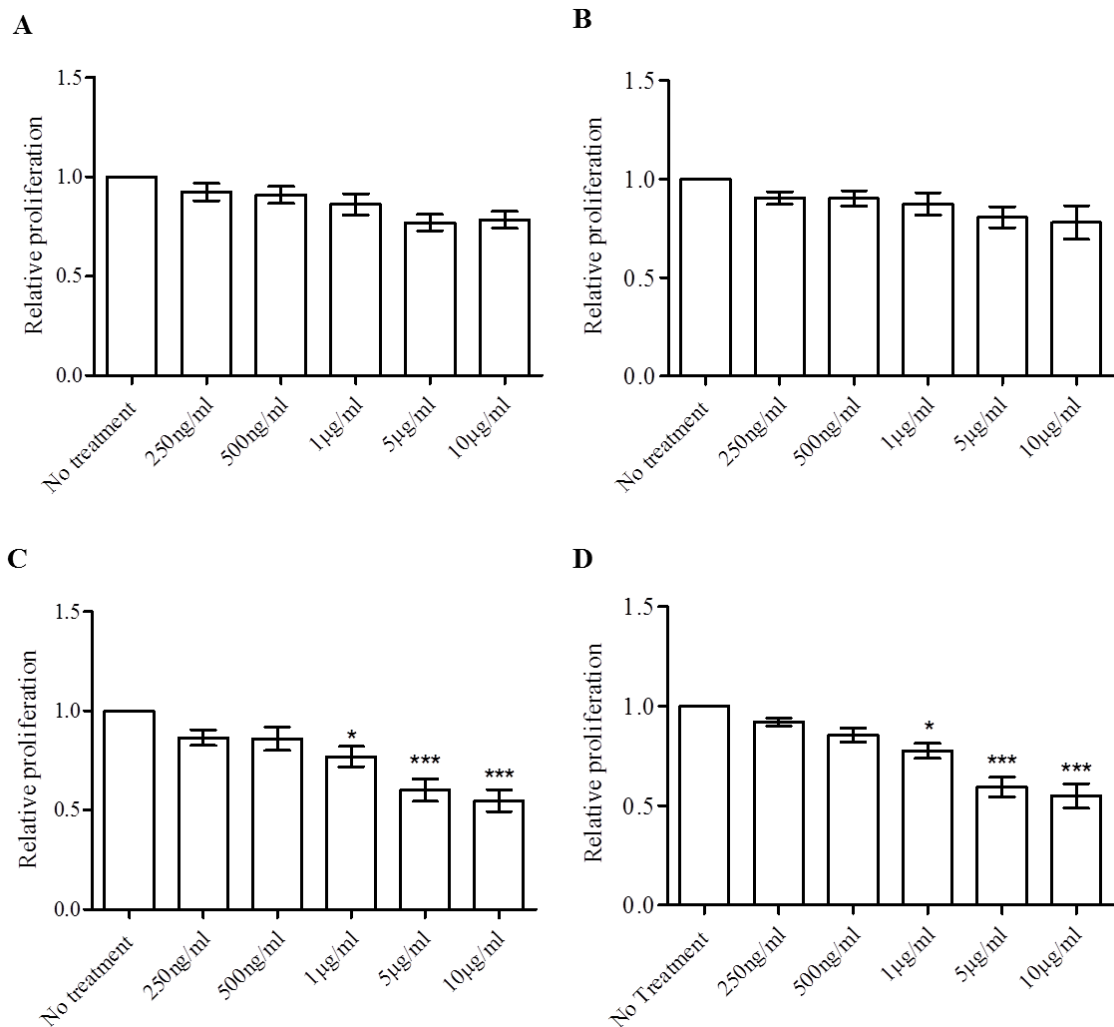 A
1.5
1.0
0.5
0.0
Relative proliferation
No treatment
250ng/ml
500ng/ml
1µg/ml
5µg/ml
10µg/ml
B
1.5
1.0
0.5
0.0
Relative proliferation
No treatment
250ng/ml
500ng/ml
1µg/ml
5µg/ml
10µg/ml
C
1.5
1.0
0.5
0.0
Relative proliferation
*
***
***
No treatment
250ng/ml
500ng/ml
1µg/ml
5µg/ml
10µg/ml
D
1.5
1.0
0.5
0.0
Relative proliferation
*
***
***
No Treatment
250ng/ml
500ng/ml
1µg/ml
5µg/ml
10µg/ml